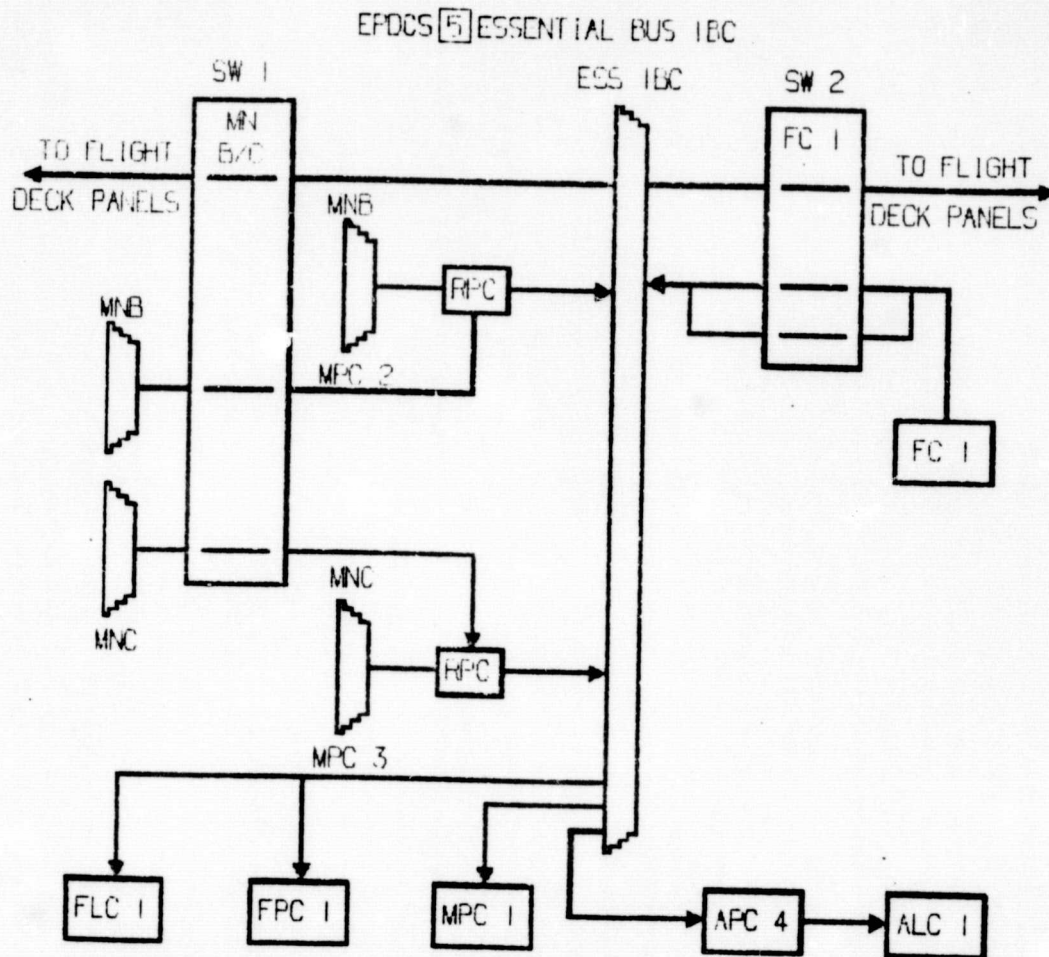 EPDCS 5 ESSENTIAL BUS 1BC
SW 1
ESS 1BC
SW 2
MN
B/C
FC 1
TO FLIGHT
DECK PANELS
TO FLIGHT
DECK PANELS
MNB
RPC
MNB
MPC 2
FC 1
MNC
MNC
RPC
MPC 3
FLC 1
FPC 1
MPC 1
APC 4
ALC 1